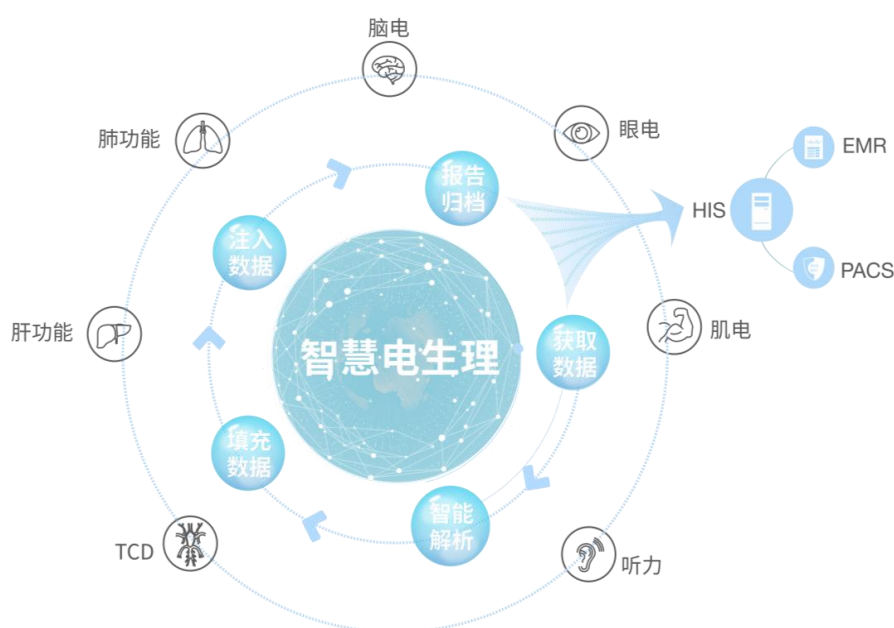 脑电
肺功能
眼电
报告
归档
EMR
HIS
注入
数据
PACS
肝功能
智慧电生理
获取
数据
肌电
填充
数据
智能
解析
TCD
听力